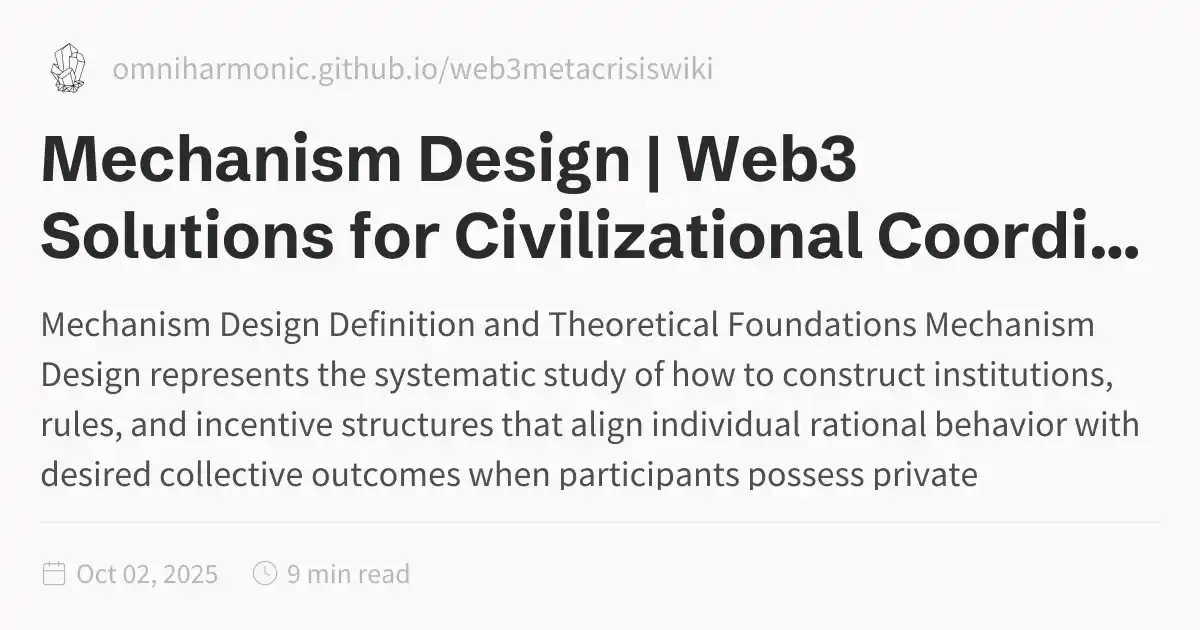 omniharmonic.github.io/web3metacrisiswiki
Mechanism Design | Web3
Solutions for Civilizational Coordi...
Mechanism Design Definition and Theoretical Foundations Mechanism
Design represents the systematic study of how to construct institutions,
rules, and incentive structures that align individual rational behavior with
desired collective outcomes when participants possess private
Oct 02, 2025
9 min read